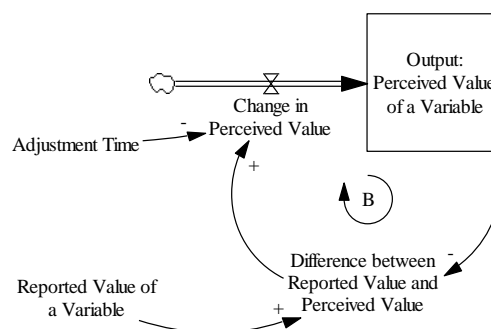 Output:
Perceived Value
of a Variable
Change in
Perceived Value
-
Adjustment Time
+
B
Difference between
Reported Value and
Perceived Value
-
Reported Value of
a Variable
+